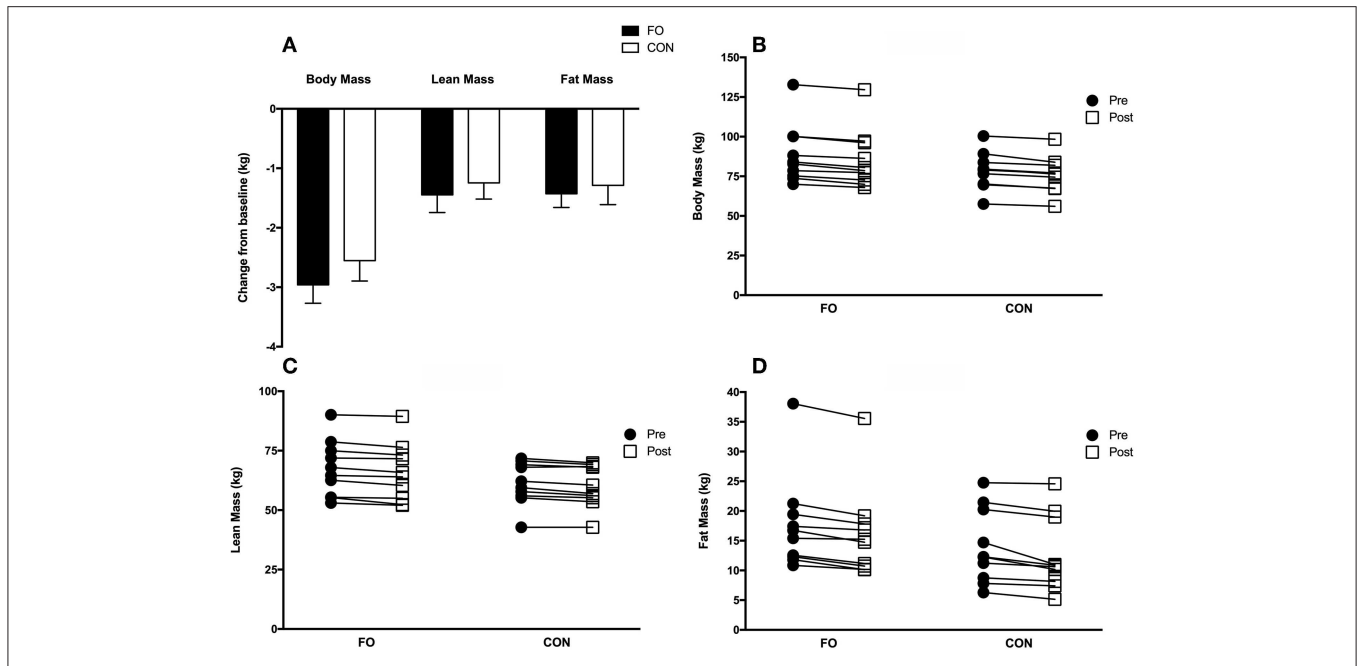 A
FO
CON
Body Mass Lean Mass Fat Mass
0
-1
-2
-3
-4
Change from baseline (kg)
B
150
125
100
75
50
25
0
Body Mass (kg)
Pre
Post
FO CON
C
100
75
50
25
0
Lean Mass (kg)
Pre
Post
FO CON
D
40
35
30
25
20
15
10
5
0
Fat Mass (kg)
Pre
Post
FO CON